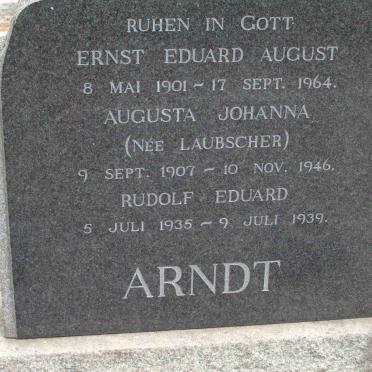 RUHEN IN GOTT
ERNST EDUARD AUGUST
8 MAI 1901 ~ 17 SEPT. 1964.
AUGUSTA JOHANNA
(NÉE LAUBSCHER)
9 SEPT. 1907 ~ 10 NOV. 1946.
RUDOLF EDUARD
5 JULI 1935 ~ 9 JULI 1939.
ARNDT